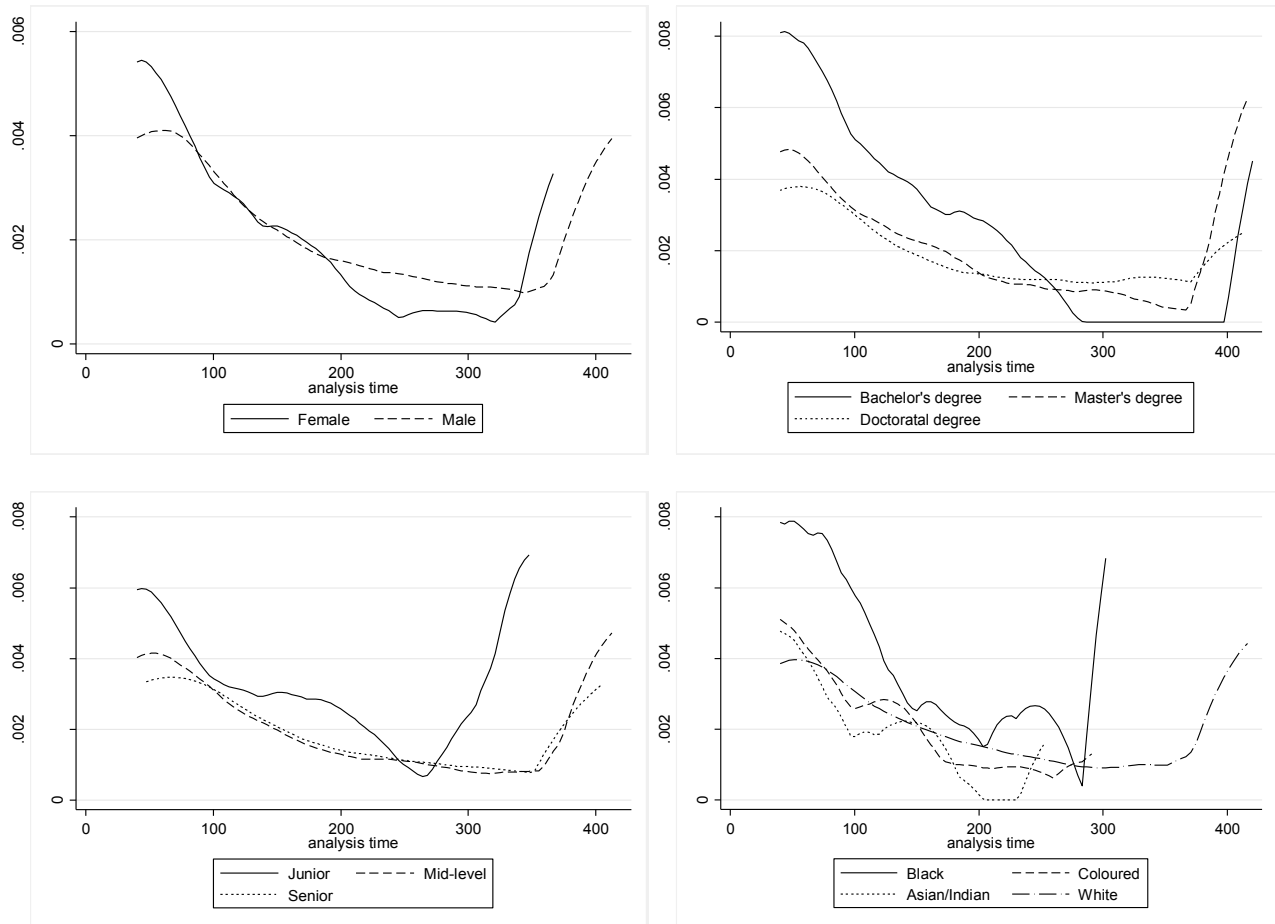 .006
.004
.002
0
0 100 200 300 400
analysis time
Female Male
.008
.006
.004
.002
0
0 100 200 300 400
analysis time
Bachelor's degree Master's degree
Doctoratal degree
.008
.006
.004
.002
0
0 100 200 300 400
analysis time
Junior Mid-level
Senior
.008
.006
.004
.002
0
0 100 200 300 400
analysis time
Black Coloured
Asian/Indian White